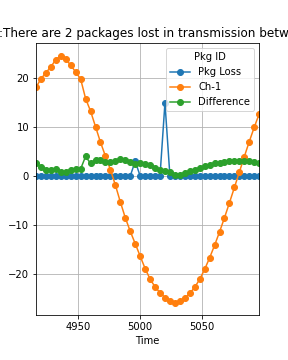 :There are 2 packages lost in transmission betw
Pkg ID
Pkg Loss
Ch-1
Difference
20
10
0
−10
−20
4950
5000
5050
Time